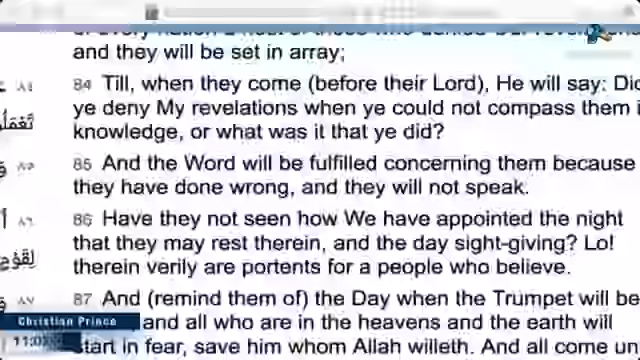 and they will be set in array;
84 Till, when they come (before their Lord), He will say:
ye deny My revelations when ye could not compass them
knowledge, or what was it that ye did?
85 And the Word will be fulfilled concerning them because
they have done wrong, and they will not speak.
86 Have they not seen how We have appointed the night
that they may rest therein, and the day sight-giving? Lo!
therein verily are portents for a people who believe.
87 And (remind them of) the Day when the Trumpet will be
Christian Prince
and all who are in the heavens and the earth will
start in fear, save him whom Allah willeth. And all come
٨٤
٨٥
٨٦
لِقَوْمٍ
٨٧